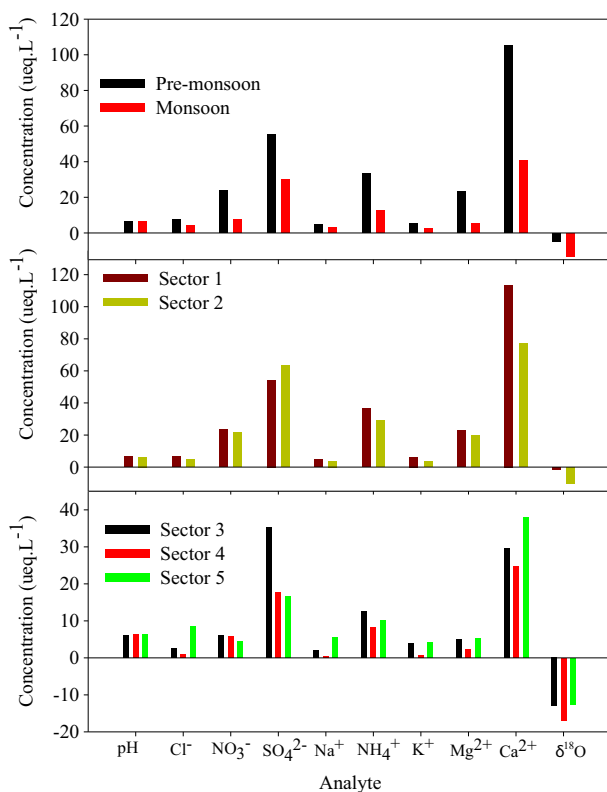 Concentration (ueq.L⁻¹)
120
100
80
60
40
20
0
Pre-monsoon
Monsoon
Concentration (ueq.L⁻¹)
120
100
80
60
40
20
0
Sector 1
Sector 2
Concentration (ueq.L⁻¹)
40
30
20
10
0
-10
-20
Sector 3
Sector 4
Sector 5
pH Cl⁻ NO₃⁻ SO₄²⁻ Na⁺ NH₄⁺ K⁺ Mg²⁺ Ca²⁺ δ¹⁸O
Analyte